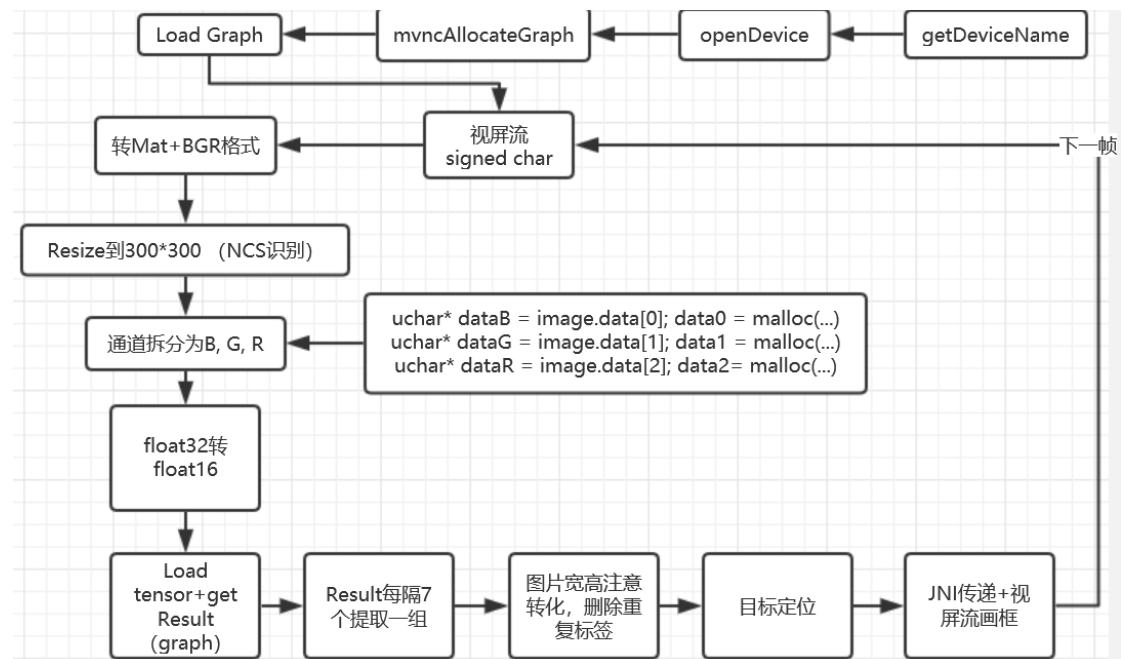 Load Graph
mvncAllocateGraph
openDevice
getDeviceName
视屏流
signed char
转Mat+BGR格式
下一帧
Resize到300*300 （NCS识别）
通道拆分为B, G, R
uchar* dataB = image.data[0]; data0 = malloc(...)
uchar* dataG = image.data[1]; data1 = malloc(...)
uchar* dataR = image.data[2]; data2= malloc(...)
float32转
float16
Load
tensor+get
Result
(graph)
Result每隔7
个提取一组
图片宽高注意
转化，删除重
复标签
目标定位
JNI传递+视
屏流画框